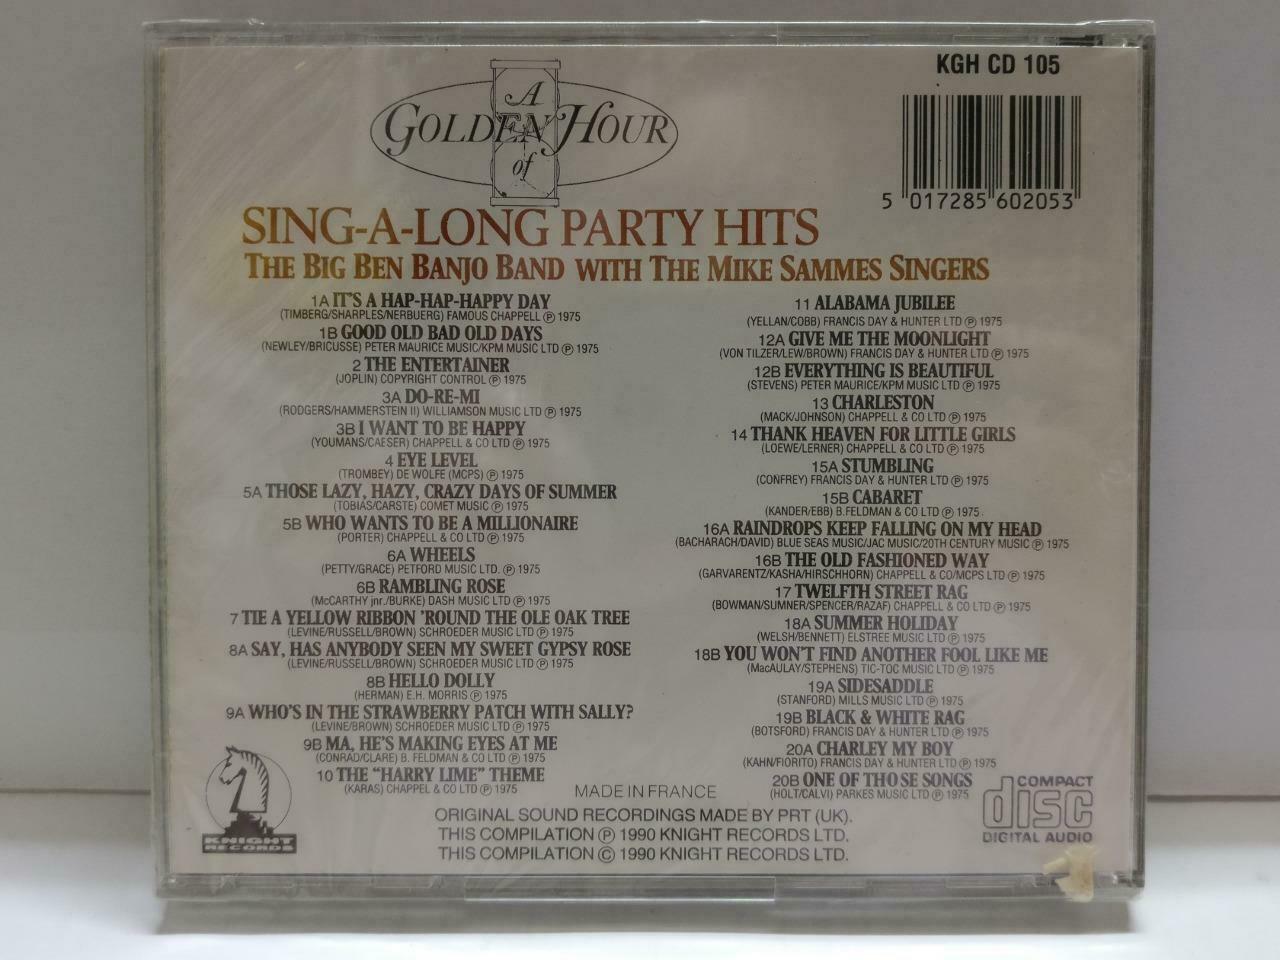 KGH CD 105
A
GOLDEN HOUR
of
5 017285 602053
SING-A-LONG PARTY HITS
THE BIG BEN BANJO BAND WITH THE MIKE SAMMES SINGERS
1A IT'S A HAP-HAP-HAPPY DAY
(TIMBERG/SHARPLES/NERBUERG) FAMOUS CHAPPELL ℗ 1975
1B GOOD OLD BAD OLD DAYS
(NEWLEY/BRICUSSE) PETER MAURICE MUSIC/KPM MUSIC LTD ℗ 1975
2 THE ENTERTAINER
(JOPLIN) COPYRIGHT CONTROL ℗ 1975
3A DO-RE-MI
(RODGERS/HAMMERSTEIN II) WILLIAMSON MUSIC LTD ℗ 1975
3B I WANT TO BE HAPPY
(YOUMANS/CAESER) CHAPPELL & CO LTD ℗ 1975
4 EYE LEVEL
(TROMBEY) DE WOLFE (MCPS) ℗ 1975
5A THOSE LAZY, HAZY, CRAZY DAYS OF SUMMER
(TOBIAS/CARSTE) COMET MUSIC ℗ 1975
5B WHO WANTS TO BE A MILLIONAIRE
(PORTER) CHAPPELL & CO LTD ℗ 1975
6A WHEELS
(PETTY/GRACE) PETFORD MUSIC LTD. ℗ 1975
6B RAMBLING ROSE
(McCARTHY jnr./BURKE) DASH MUSIC LTD ℗ 1975
7 TIE A YELLOW RIBBON 'ROUND THE OLE OAK TREE
(LEVINE/RUSSELL/BROWN) SCHROEDER MUSIC LTD ℗ 1975
8A SAY, HAS ANYBODY SEEN MY SWEET GYPSY ROSE
(LEVINE/RUSSELL/BROWN) SCHROEDER MUSIC LTD ℗ 1975
8B HELLO DOLLY
(HERMAN) E.H. MORRIS ℗ 1975
9A WHO'S IN THE STRAWBERRY PATCH WITH SALLY?
(LEVINE/BROWN) SCHROEDER MUSIC LTD ℗ 1975
9B MA, HE'S MAKING EYES AT ME
(CONRAD/CLARE) B. FELDMAN & CO LTD ℗ 1975
10 THE "HARRY LIME" THEME
(KARAS) CHAPPEL & CO LTD ℗ 1975
11 ALABAMA JUBILEE
(YELLAN/COBB) FRANCIS DAY & HUNTER LTD ℗ 1975
12A GIVE ME THE MOONLIGHT
(VON TILZER/LEW/BROWN) FRANCIS DAY & HUNTER LTD ℗ 1975
12B EVERYTHING IS BEAUTIFUL
(STEVENS) PETER MAURICE/KPM MUSIC LTD ℗ 1975
13 CHARLESTON
(MACK/JOHNSON) CHAPPELL & CO LTD ℗ 1975
14 THANK HEAVEN FOR LITTLE GIRLS
(LOEWE/LERNER) CHAPPELL & CO LTD ℗ 1975
15A STUMBLING
(CONFREY) FRANCIS DAY & HUNTER LTD ℗ 1975
15B CABARET
(KANDER/EBB) B.FELDMAN & CO LTD ℗ 1975.
16A RAINDROPS KEEP FALLING ON MY HEAD
(BACHARACH/DAVID) BLUE SEAS MUSIC/JAC MUSIC/20TH CENTURY MUSIC ℗ 1975
16B THE OLD FASHIONED WAY
(GARVARENTZ/KASHA/HIRSCHHORN) CHAPPELL & CO/MCPS LTD ℗ 1975
17 TWELFTH STREET RAG
(BOWMAN/SUMNER/SPENCER/RAZAF) CHAPPELL & CO LTD ℗ 1975
18A SUMMER HOLIDAY
(WELSH/BENNETT) ELSTREE MUSIC LTD ℗ 1975
18B YOU WON'T FIND ANOTHER FOOL LIKE ME
(MacAULAY/STEPHENS) TIC-TOC MUSIC LTD ℗ 1975
19A SIDESADDLE
(STANFORD) MILLS MUSIC LTD ℗ 1975
19B BLACK & WHITE RAG
(BOTSFORD) FRANCIS DAY & HUNTER LTD ℗ 1975
20A CHARLEY MY BOY
(KAHN/FIORITO) FRANCIS DAY & HUNTER LTD ℗ 1975
20B ONE OF THOSE SONGS
(HOLT/CALVI) PARKES MUSIC LTD ℗ 1975
MADE IN FRANCE
ORIGINAL SOUND RECORDINGS MADE BY PRT (UK).
THIS COMPILATION ℗ 1990 KNIGHT RECORDS LTD.
THIS COMPILATION © 1990 KNIGHT RECORDS LTD.
KNIGHT
RECORDS
COMPACT
disc
DIGITAL AUDIO